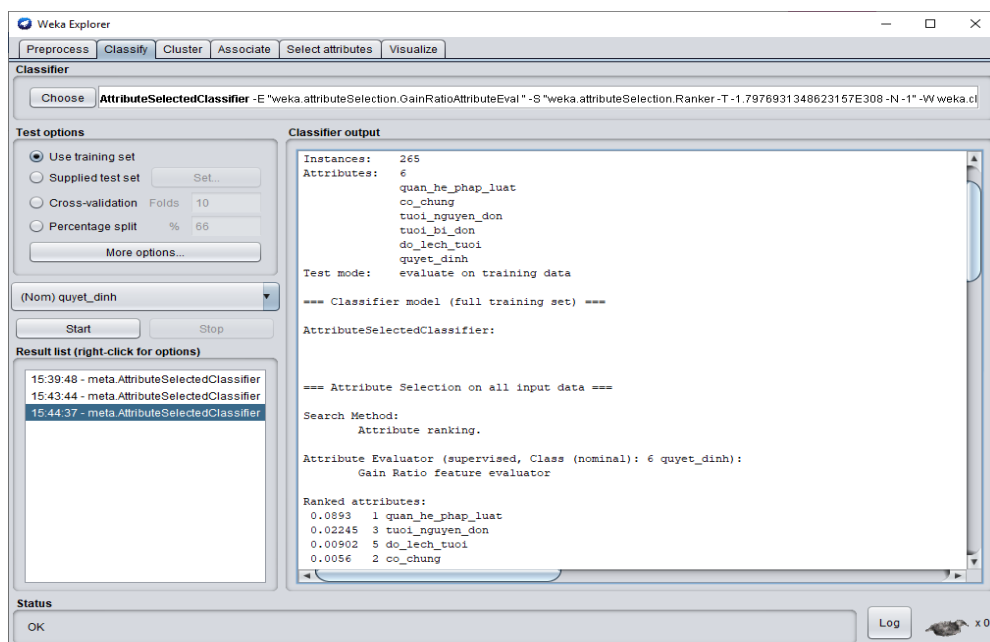 Weka Explorer
Preprocess Classify Cluster Associate Select attributes Visualize
Classifier
Choose AttributeSelectedClassifier -E "weka.attributeSelection.GainRatioAttributeEval " -S "weka.attributeSelection.Ranker -T -1.7976931348623157E308 -N -1" -W weka.cl
Test options
Use training set
Supplied test set Set...
Cross-validation Folds 10
Percentage split % 66
More options...
(Nom) quyet_dinh
Start Stop
Result list (right-click for options)
15:39:48 - meta.AttributeSelectedClassifier
15:43:44 - meta.AttributeSelectedClassifier
15:44:37 - meta.AttributeSelectedClassifier
Classifier output
Instances: 265
Attributes: 6
quan_he_phap_luat
co_chung
tuoi_nguyen_don
tuoi_bi_don
do_lech_tuoi
quyet_dinh
Test mode: evaluate on training data
=== Classifier model (full training set) ===
AttributeSelectedClassifier:
=== Attribute Selection on all input data ===
Search Method:
Attribute ranking.
Attribute Evaluator (supervised, Class (nominal): 6 quyet_dinh):
Gain Ratio feature evaluator
Ranked attributes:
0.0893 1 quan_he_phap_luat
0.02245 3 tuoi_nguyen_don
0.00902 5 do_lech_tuoi
0.0056 2 co_chung
Status
OK
Log x 0